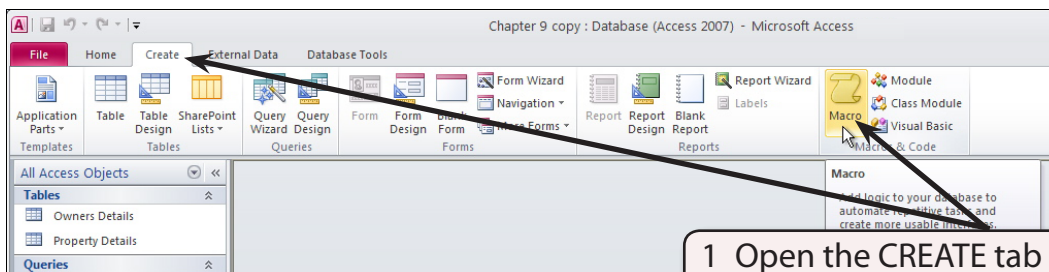 Chapter 9 copy : Database (Access 2007) - Microsoft Access
File Home Create External Data Database Tools
Application Parts Table Table Design SharePoint Lists Query Wizard Query Design Form Form Design Blank Form Form Wizard Navigation More Forms Report Report Design Blank Report Report Wizard Labels Macro Module Class Module Visual Basic
Templates Tables Queries Forms Reports Macros & Code
All Access Objects
Tables
Owners Details
Property Details
Queries
Macro
Add logic to your database to
automate repetitive tasks and
create more usable interfaces.
1 Open the CREATE tab